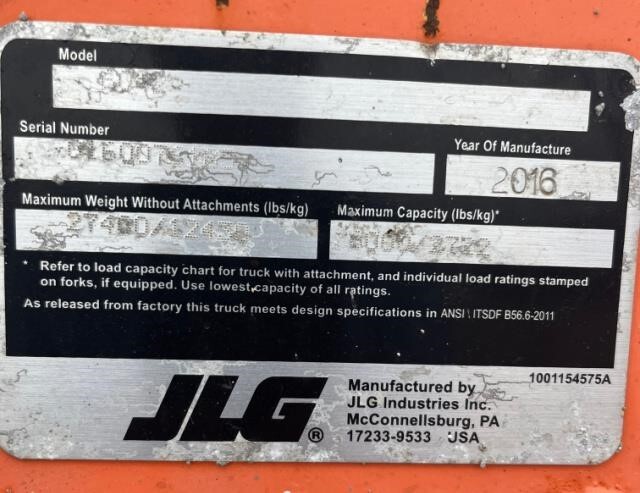 Model
Serial Number
Year Of Manufacture
2016
Maximum Weight Without Attachments (lbs/kg)
Maximum Capacity (lbs/kg)*
* Refer to load capacity chart for truck with attachment, and individual load ratings stamped
on forks, if equipped. Use lowest capacity of all ratings.
As released from factory this truck meets design specifications in ANSI \ ITSDF B56.6-2011
JLG®
Manufactured by
JLG Industries Inc.
McConnellsburg, PA
17233-9533 USA
1001154575A